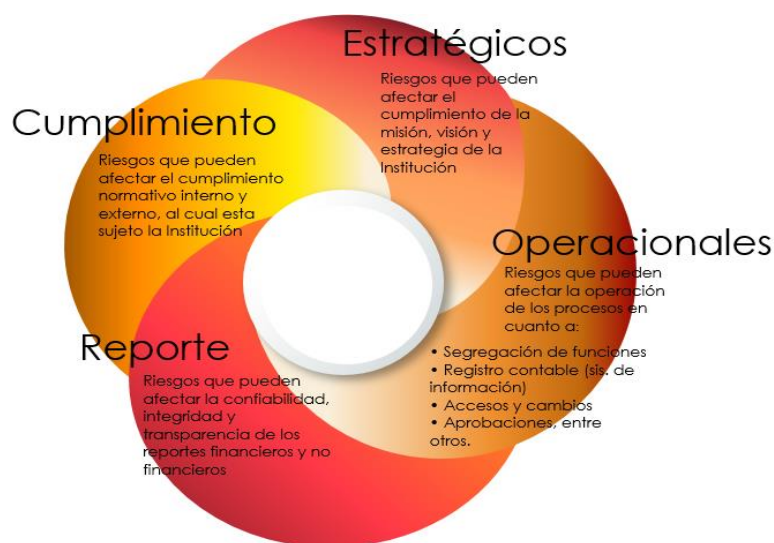 Estratégicos
Riesgos que pueden
afectar el
cumplimiento de la
misión, visión y
estrategia de la
Institución
Cumplimiento
Riesgos que pueden
afectar el cumplimiento
normativo interno y
externo, al cual esta
sujeto la Institución
Operacionales
Riesgos que pueden
afectar la operación
de los procesos en
cuanto a:
• Segregación de funciones
• Registro contable (sis. de
información)
• Accesos y cambios
• Aprobaciones, entre
otros.
Reporte
Riesgos que pueden
afectar la confiabilidad,
integridad y
transparencia de los
reportes financieros y no
financieros